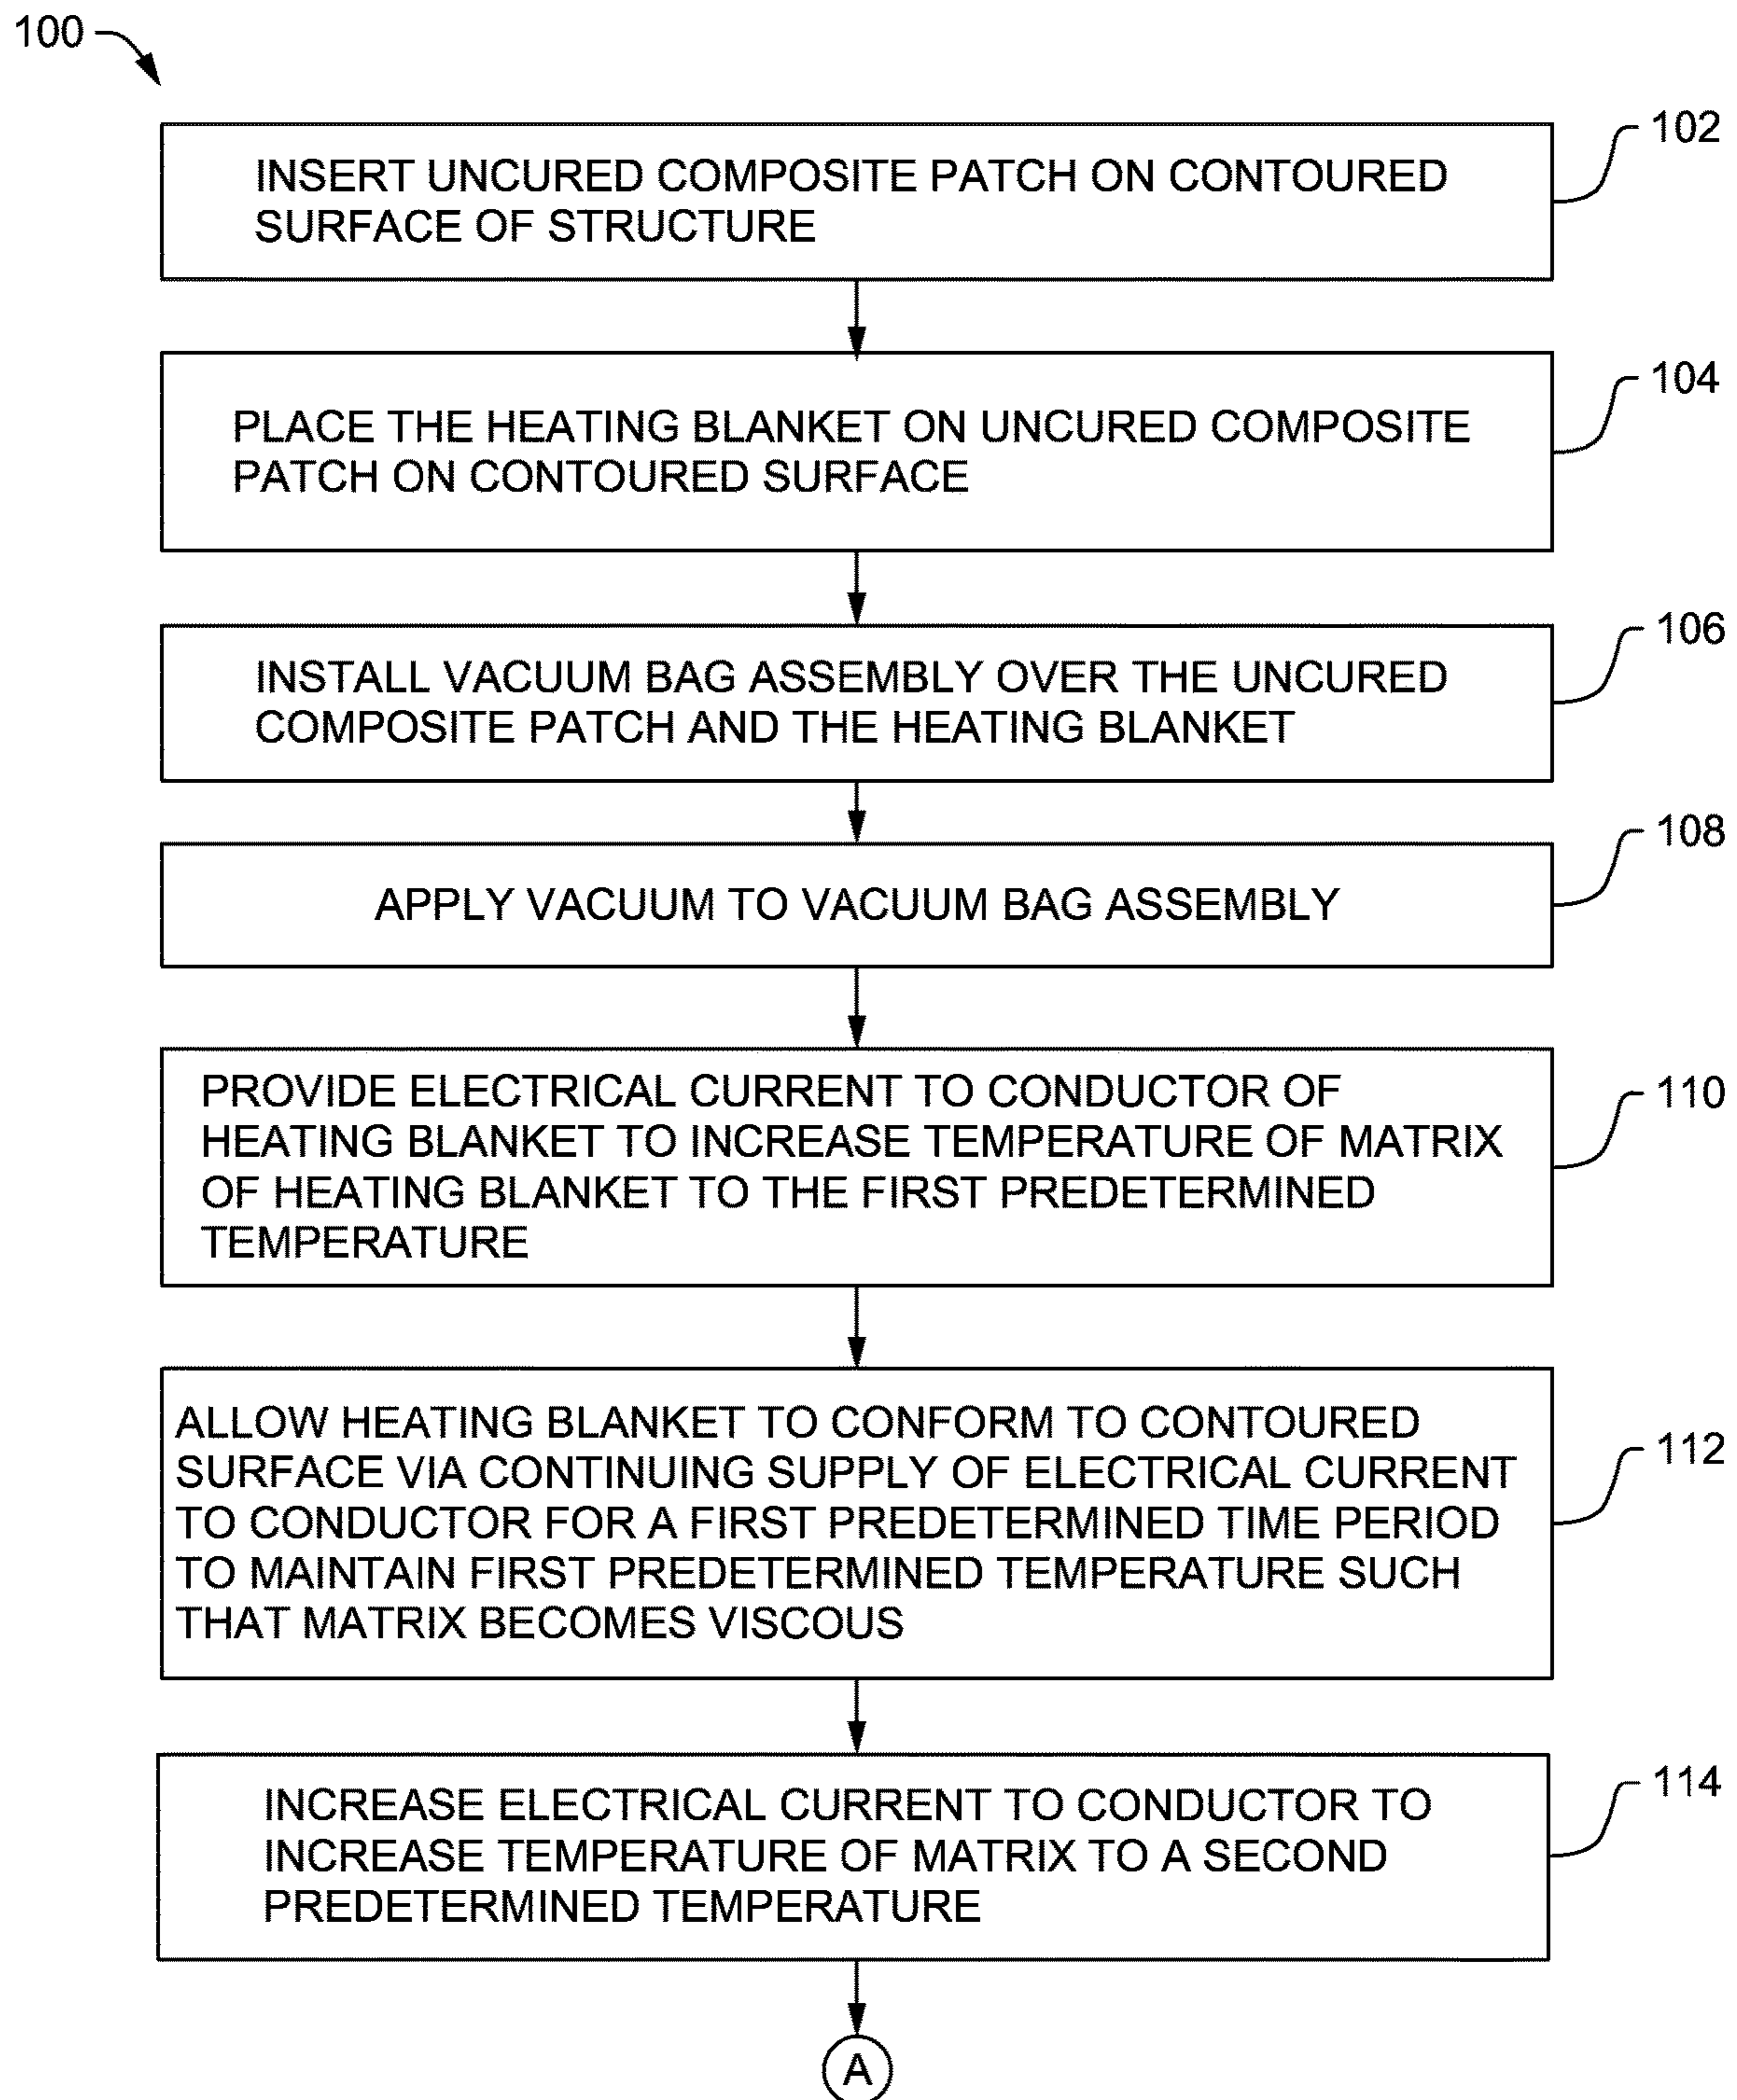 100
102
INSERT UNCURED COMPOSITE PATCH ON CONTOURED
SURFACE OF STRUCTURE
104
PLACE THE HEATING BLANKET ON UNCURED COMPOSITE
PATCH ON CONTOURED SURFACE
106
INSTALL VACUUM BAG ASSEMBLY OVER THE UNCURED
COMPOSITE PATCH AND THE HEATING BLANKET
108
APPLY VACUUM TO VACUUM BAG ASSEMBLY
110
PROVIDE ELECTRICAL CURRENT TO CONDUCTOR OF
HEATING BLANKET TO INCREASE TEMPERATURE OF MATRIX
OF HEATING BLANKET TO THE FIRST PREDETERMINED
TEMPERATURE
112
ALLOW HEATING BLANKET TO CONFORM TO CONTOURED
SURFACE VIA CONTINUING SUPPLY OF ELECTRICAL CURRENT
TO CONDUCTOR FOR A FIRST PREDETERMINED TIME PERIOD
TO MAINTAIN FIRST PREDETERMINED TEMPERATURE SUCH
THAT MATRIX BECOMES VISCOUS
114
INCREASE ELECTRICAL CURRENT TO CONDUCTOR TO
INCREASE TEMPERATURE OF MATRIX TO A SECOND
PREDETERMINED TEMPERATURE
A